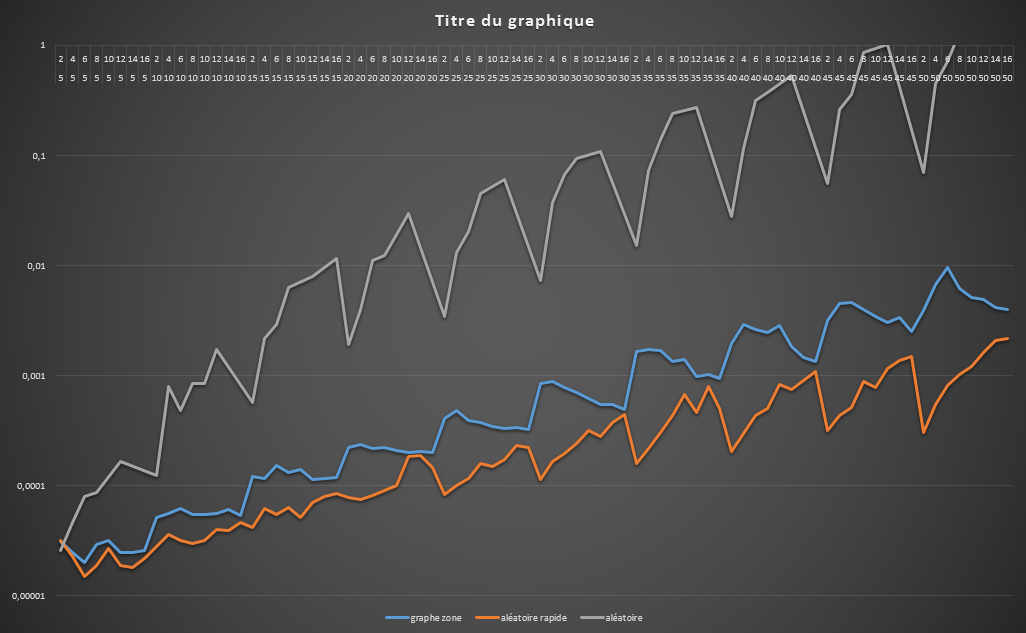 Titre du graphique
1
2 4 6 8 10 12 14 16 2 4 6 8 10 12 14 16 2 4 6 8 10 12 14 16 2 4 6 8 10 12 14 16 2 4 6 8 10 12 14 16 2 4 6 8 10 12 14 16 2 4 6 8 10 12 14 16 2 4 6 8 10 12 14 16 2 4 6 8 10 12 14 16 2 4 6 8 10 12 14 16
5 5 5 5 5 5 5 5 10 10 10 10 10 10 10 10 15 15 15 15 15 15 15 15 20 20 20 20 20 20 20 20 25 25 25 25 25 25 25 25 30 30 30 30 30 30 30 30 35 35 35 35 35 35 35 35 40 40 40 40 40 40 40 40 45 45 45 45 45 45 45 45 50 50 50 50 50 50 50 50
0,1
0,01
0,001
0,0001
0,00001
graphe zone aléatoire rapide aléatoire